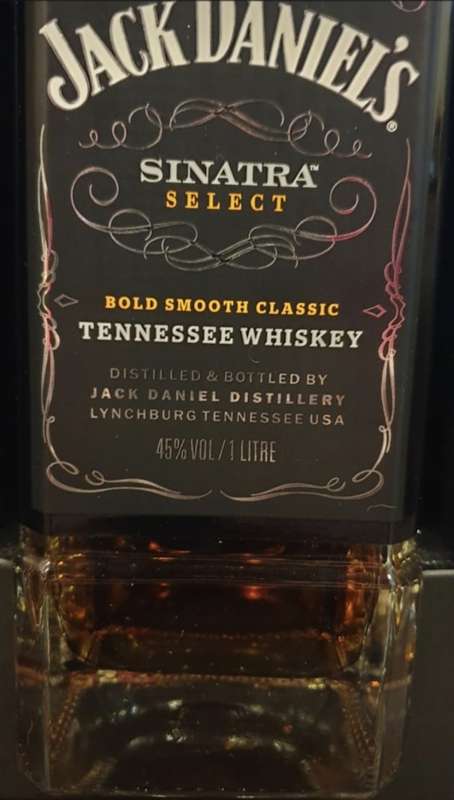 JACK DANIEL'S®
SINATRA™
SELECT
BOLD SMOOTH CLASSIC
TENNESSEE WHISKEY
DISTILLED & BOTTLED BY
JACK DANIEL DISTILLERY
LYNCHBURG TENNESSEE USA
45% VOL / 1 LITRE